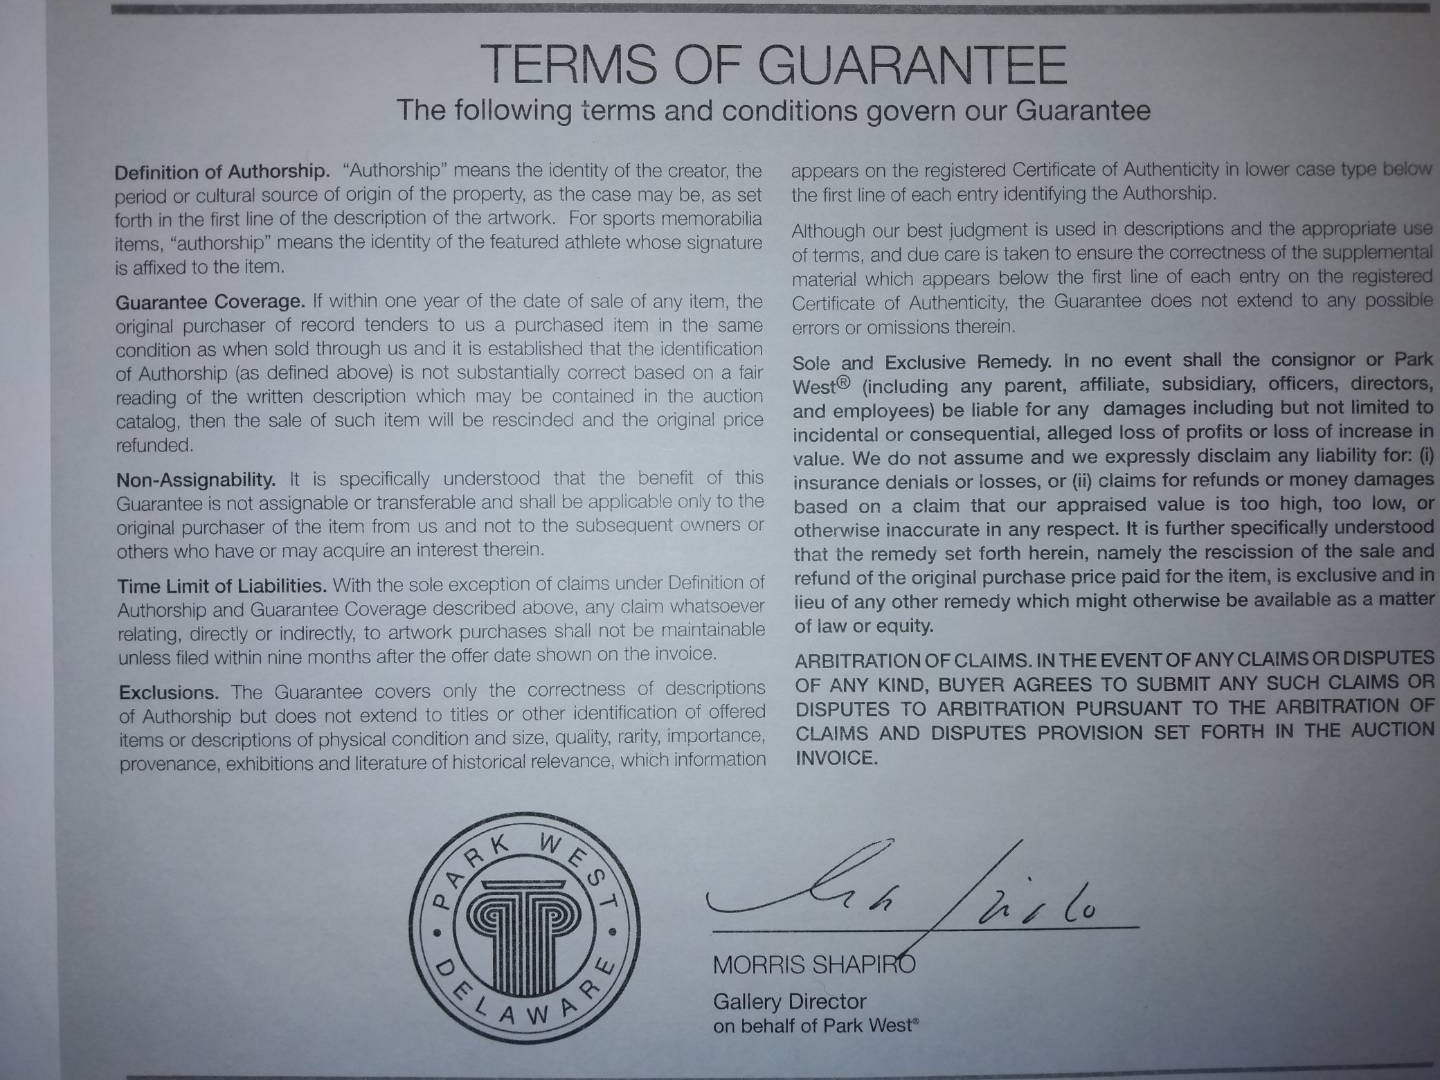 TERMS OF GUARANTEE
The following terms and conditions govern our Guarantee
Definition of Authorship. “Authorship” means the identity of the creator, the
period or cultural source of origin of the property, as the case may be, as set
forth in the first line of the description of the artwork. For sports memorabilia
items, “authorship” means the identity of the featured athlete whose signature
is affixed to the item.
Guarantee Coverage. If within one year of the date of sale of any item, the
original purchaser of record tenders to us a purchased item in the same
condition as when sold through us and it is established that the identification
of Authorship (as defined above) is not substantially correct based on a fair
reading of the written description which may be contained in the auction
catalog, then the sale of such item will be rescinded and the original price
refunded.
Non-Assignability. It is specifically understood that the benefit of this
Guarantee is not assignable or transferable and shall be applicable only to the
original purchaser of the item from us and not to the subsequent owners or
others who have or may acquire an interest therein.
Time Limit of Liabilities. With the sole exception of claims under Definition of
Authorship and Guarantee Coverage described above, any claim whatsoever
relating, directly or indirectly, to artwork purchases shall not be maintainable
unless filed within nine months after the offer date shown on the invoice.
Exclusions. The Guarantee covers only the correctness of descriptions
of Authorship but does not extend to titles or other identification of offered
items or descriptions of physical condition and size, quality, rarity, importance,
provenance, exhibitions and literature of historical relevance, which information
appears on the registered Certificate of Authenticity in lower case type below
the first line of each entry identifying the Authorship.
Although our best judgment is used in descriptions and the appropriate use
of terms, and due care is taken to ensure the correctness of the supplemental
material which appears below the first line of each entry on the registered
Certificate of Authenticity, the Guarantee does not extend to any possible
errors or omissions therein.
Sole and Exclusive Remedy. In no event shall the consignor or Park
West® (including any parent, affiliate, subsidiary, officers, directors,
and employees) be liable for any damages including but not limited to
incidental or consequential, alleged loss of profits or loss of increase in
value. We do not assume and we expressly disclaim any liability for: (i)
insurance denials or losses, or (ii) claims for refunds or money damages
based on a claim that our appraised value is too high, too low, or
otherwise inaccurate in any respect. It is further specifically understood
that the remedy set forth herein, namely the rescission of the sale and
refund of the original purchase price paid for the item, is exclusive and in
lieu of any other remedy which might otherwise be available as a matter
of law or equity.
ARBITRATION OF CLAIMS. IN THE EVENT OF ANY CLAIMS OR DISPUTES
OF ANY KIND, BUYER AGREES TO SUBMIT ANY SUCH CLAIMS OR
DISPUTES TO ARBITRATION PURSUANT TO THE ARBITRATION OF
CLAIMS AND DISPUTES PROVISION SET FORTH IN THE AUCTION
INVOICE.
PARK WEST
• DELAWARE •
MORRIS SHAPIRO
Gallery Director
on behalf of Park West®